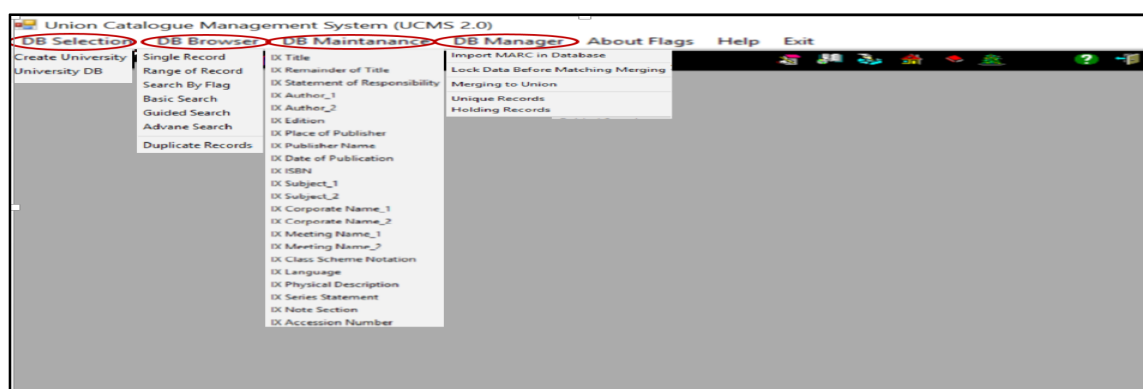 Union Catalogue Management System (UCMS 2.0)
DB Selection DB Browser DB Maintanance DB Manager About Flags Help Exit
Create University
University DB
Single Record
Range of Record
Search By Flag
Basic Search
Guided Search
Advane Search
Duplicate Records
IX Title
IX Remainder of Title
IX Statement of Responsibility
IX Author_1
IX Author_2
IX Edition
IX Place of Publisher
IX Publisher Name
IX Date of Publication
IX ISBN
IX Subject_1
IX Subject_2
IX Corporate Name_1
IX Corporate Name_2
IX Meeting Name_1
IX Meeting Name_2
IX Class Scheme Notation
IX Language
IX Physical Description
IX Series Statement
IX Note Section
IX Accession Number
Import MARC in Database
Lock Data Before Matching Merging
Merging to Union
Unique Records
Holding Records